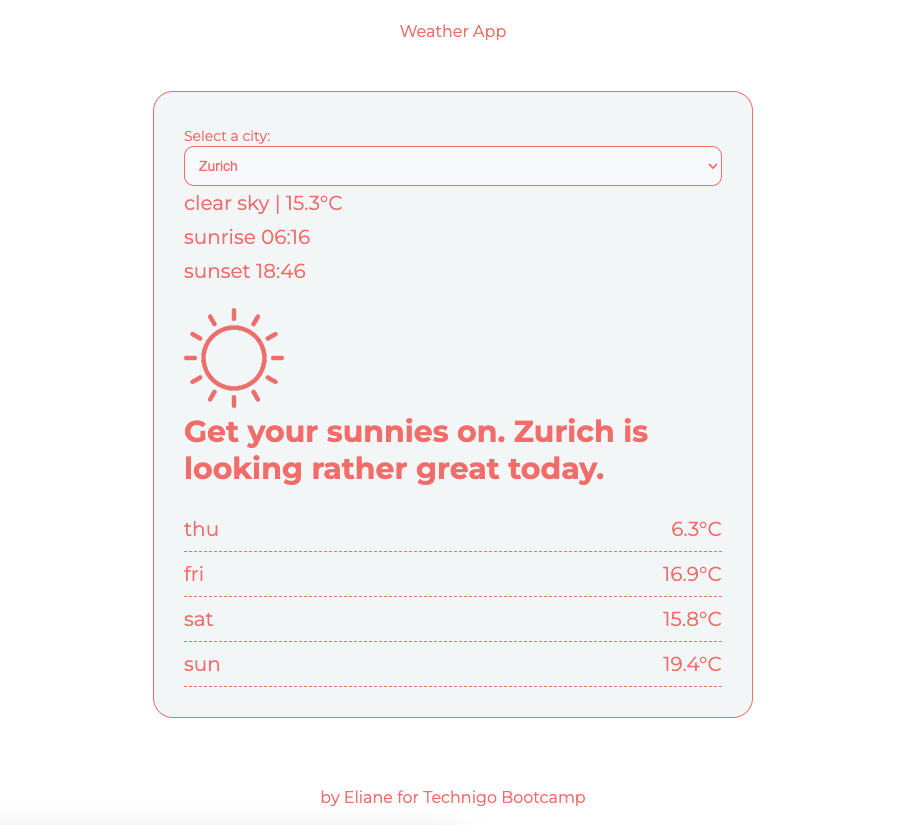 Weather App
Select a city:
Zurich
clear sky | 15.3°C
sunrise 06:16
sunset 18:46
Get your sunnies on. Zurich is
looking rather great today.
thu 6.3°C
fri 16.9°C
sat 15.8°C
sun 19.4°C
by Eliane for Technigo Bootcamp